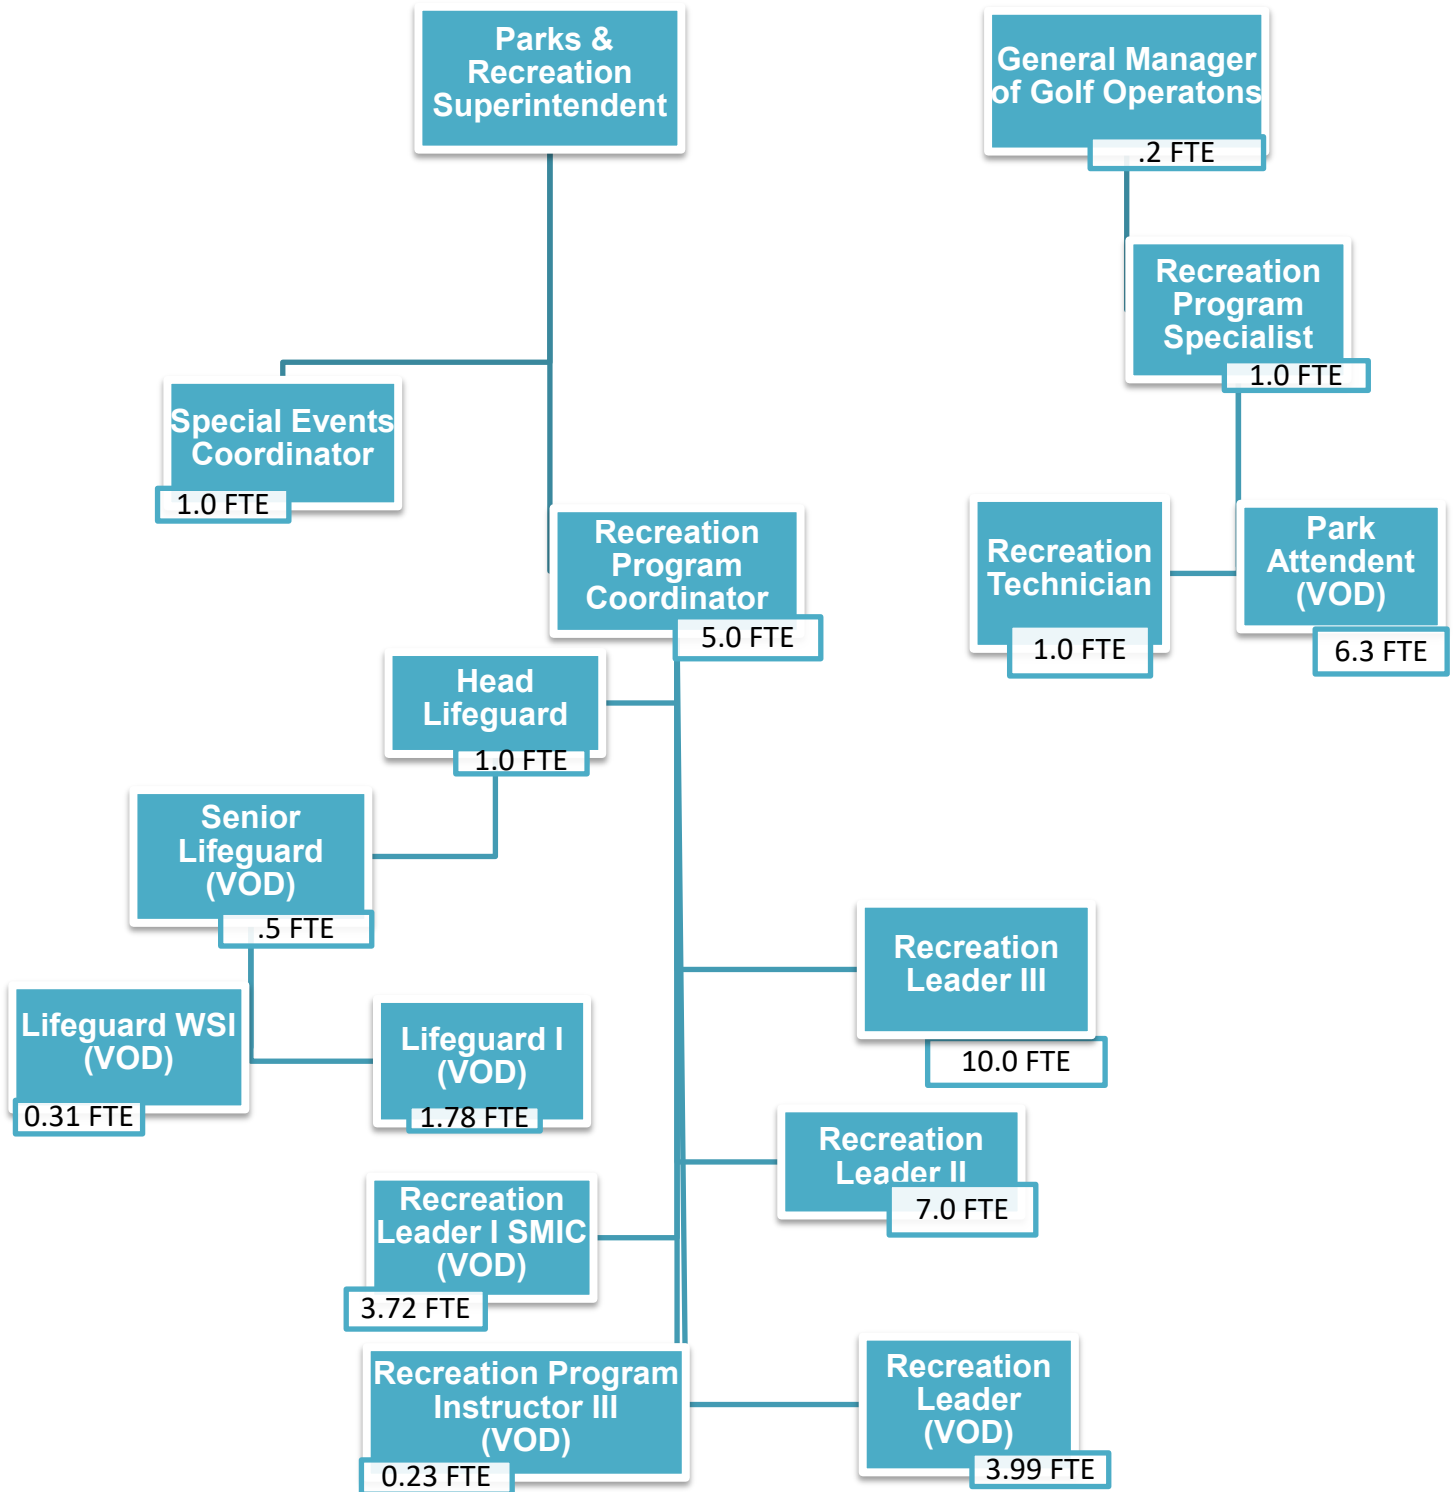 Parks &
Recreation
Superintendent
General Manager
of Golf Operatons
.2 FTE
Recreation
Program
Specialist
1.0 FTE
Special Events
Coordinator
1.0 FTE
Recreation
Program
Coordinator
5.0 FTE
Recreation
Technician
1.0 FTE
Park
Attendent
(VOD)
6.3 FTE
Head
Lifeguard
1.0 FTE
Senior
Lifeguard
(VOD)
.5 FTE
Lifeguard WSI
(VOD)
0.31 FTE
Lifeguard I
(VOD)
1.78 FTE
Recreation
Leader III
10.0 FTE
Recreation
Leader II
7.0 FTE
Recreation
Leader I SMIC
(VOD)
3.72 FTE
Recreation Program
Instructor III
(VOD)
0.23 FTE
Recreation
Leader
(VOD)
3.99 FTE